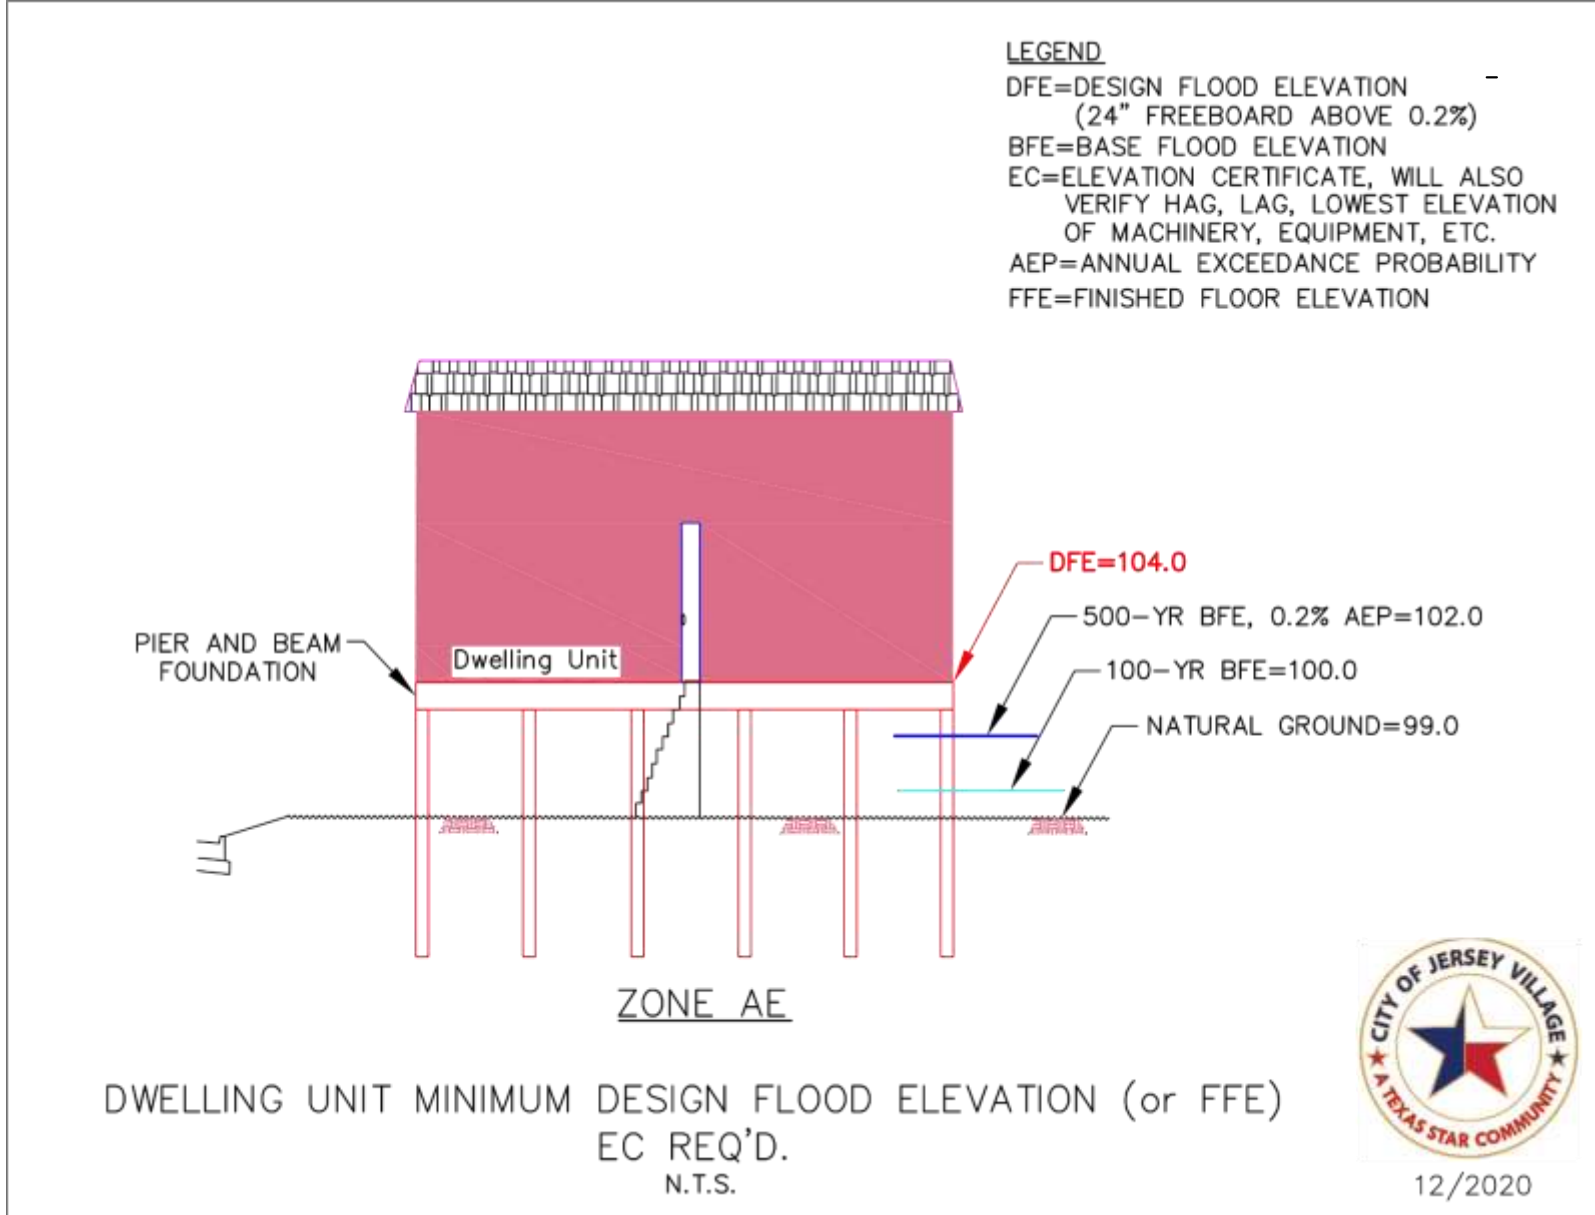 LEGEND
DFE=DESIGN FLOOD ELEVATION
(24" FREEBOARD ABOVE 0.2%)
BFE=BASE FLOOD ELEVATION
EC=ELEVATION CERTIFICATE, WILL ALSO
VERIFY HAG, LAG, LOWEST ELEVATION
OF MACHINERY, EQUIPMENT, ETC.
AEP=ANNUAL EXCEEDANCE PROBABILITY
FFE=FINISHED FLOOR ELEVATION
DFE=104.0
500-YR BFE, 0.2% AEP=102.0
PIER AND BEAM
FOUNDATION
Dwelling Unit
100-YR BFE=100.0
NATURAL GROUND=99.0
ZONE AE
DWELLING UNIT MINIMUM DESIGN FLOOD ELEVATION (or FFE)
EC REQ'D.
N.T.S.
CITY OF JERSEY VILLAGE
A TEXAS STAR COMMUNITY
12/2020